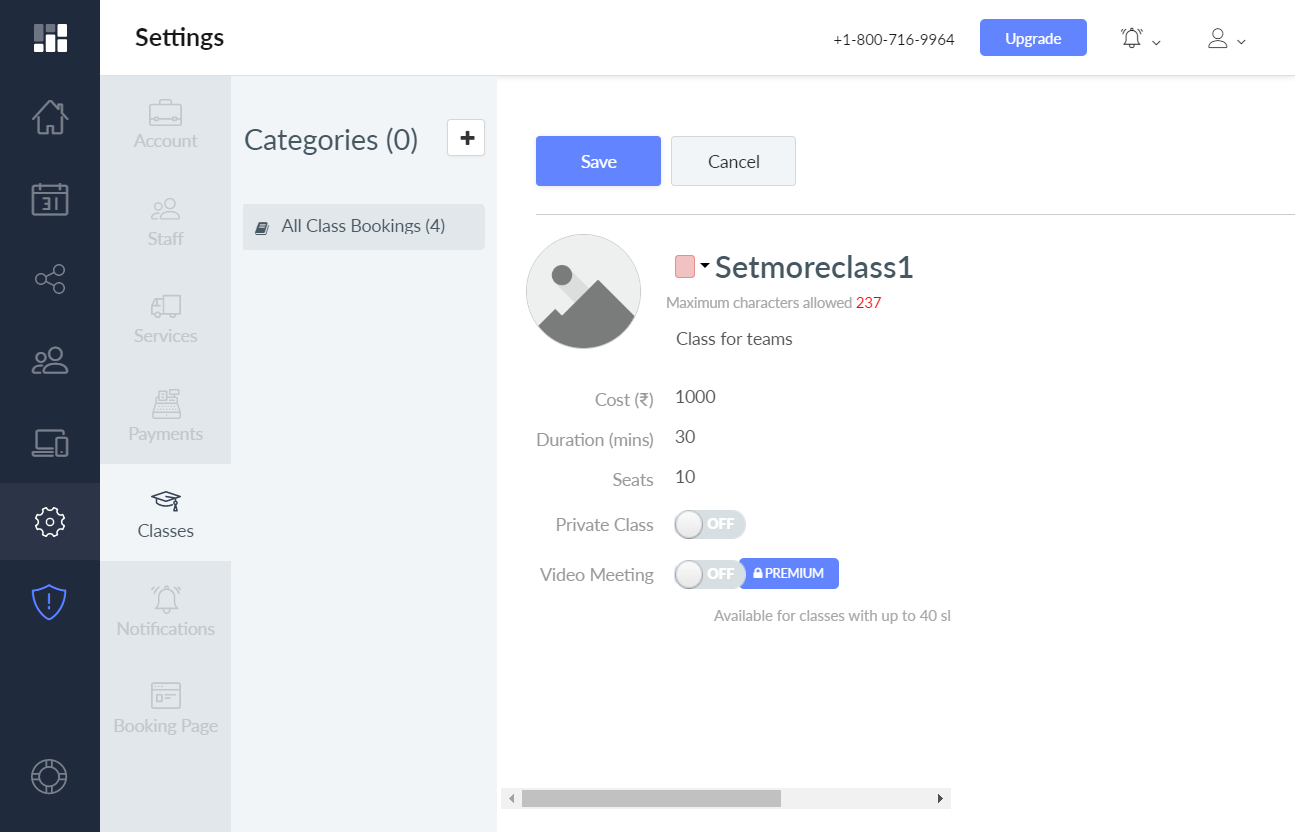 Settings
+1-800-716-9964
Upgrade
31
Account
Staff
Services
Payments
Classes
Notifications
Booking Page
Categories (0)
+
All Class Bookings (4)
Save
Cancel
Setmoreclass1
Maximum characters allowed 237
Class for teams
Cost (₹) 1000
Duration (mins) 30
Seats 10
Private Class OFF
Video Meeting OFF PREMIUM
Available for classes with up to 40 sl